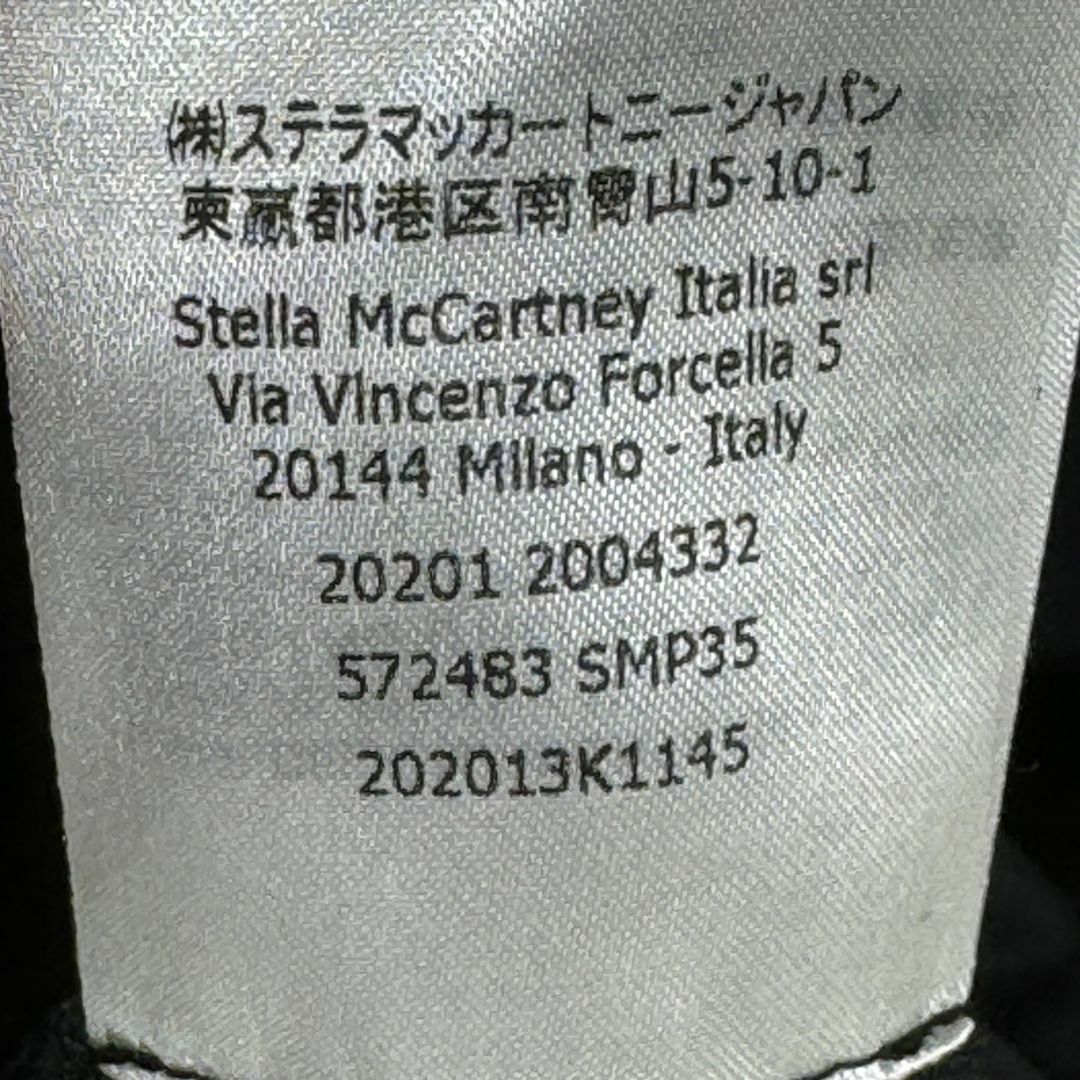 ㈱ステラマッカートニージャパン
東京都港区南青山5-10-1
Stella McCartney Italia srl
Via Vincenzo Forcella 5
20144 Milano - Italy
20201 2004332
572483 SMP35
202013K1145